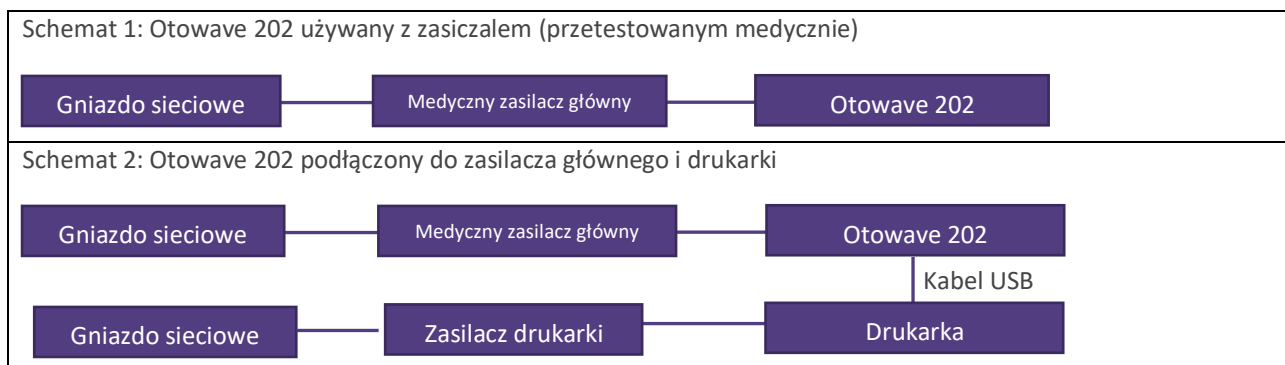 Schemat 1: Otowave 202 używany z zasiczalem (przetestowanym medycznie)
Gniazdo sieciowe Medyczny zasilacz główny Otowave 202
Schemat 2: Otowave 202 podłączony do zasilacza głównego i drukarki
Gniazdo sieciowe Medyczny zasilacz główny Otowave 202
Kabel USB
Gniazdo sieciowe Zasilacz drukarki Drukarka